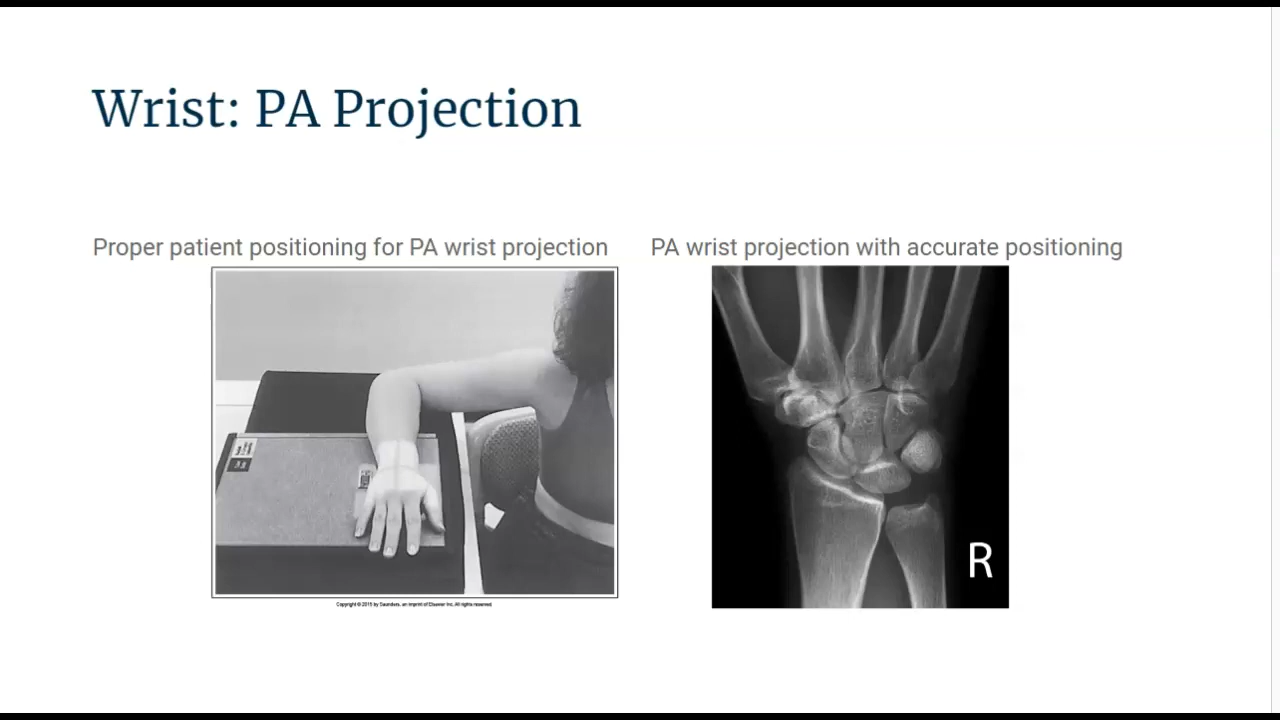 Wrist: PA Projection
Proper patient positioning for PA wrist projection
PA wrist projection with accurate positioning
R
Copyright © 2015 by Saunders, an imprint of Elsevier Inc. All rights reserved.